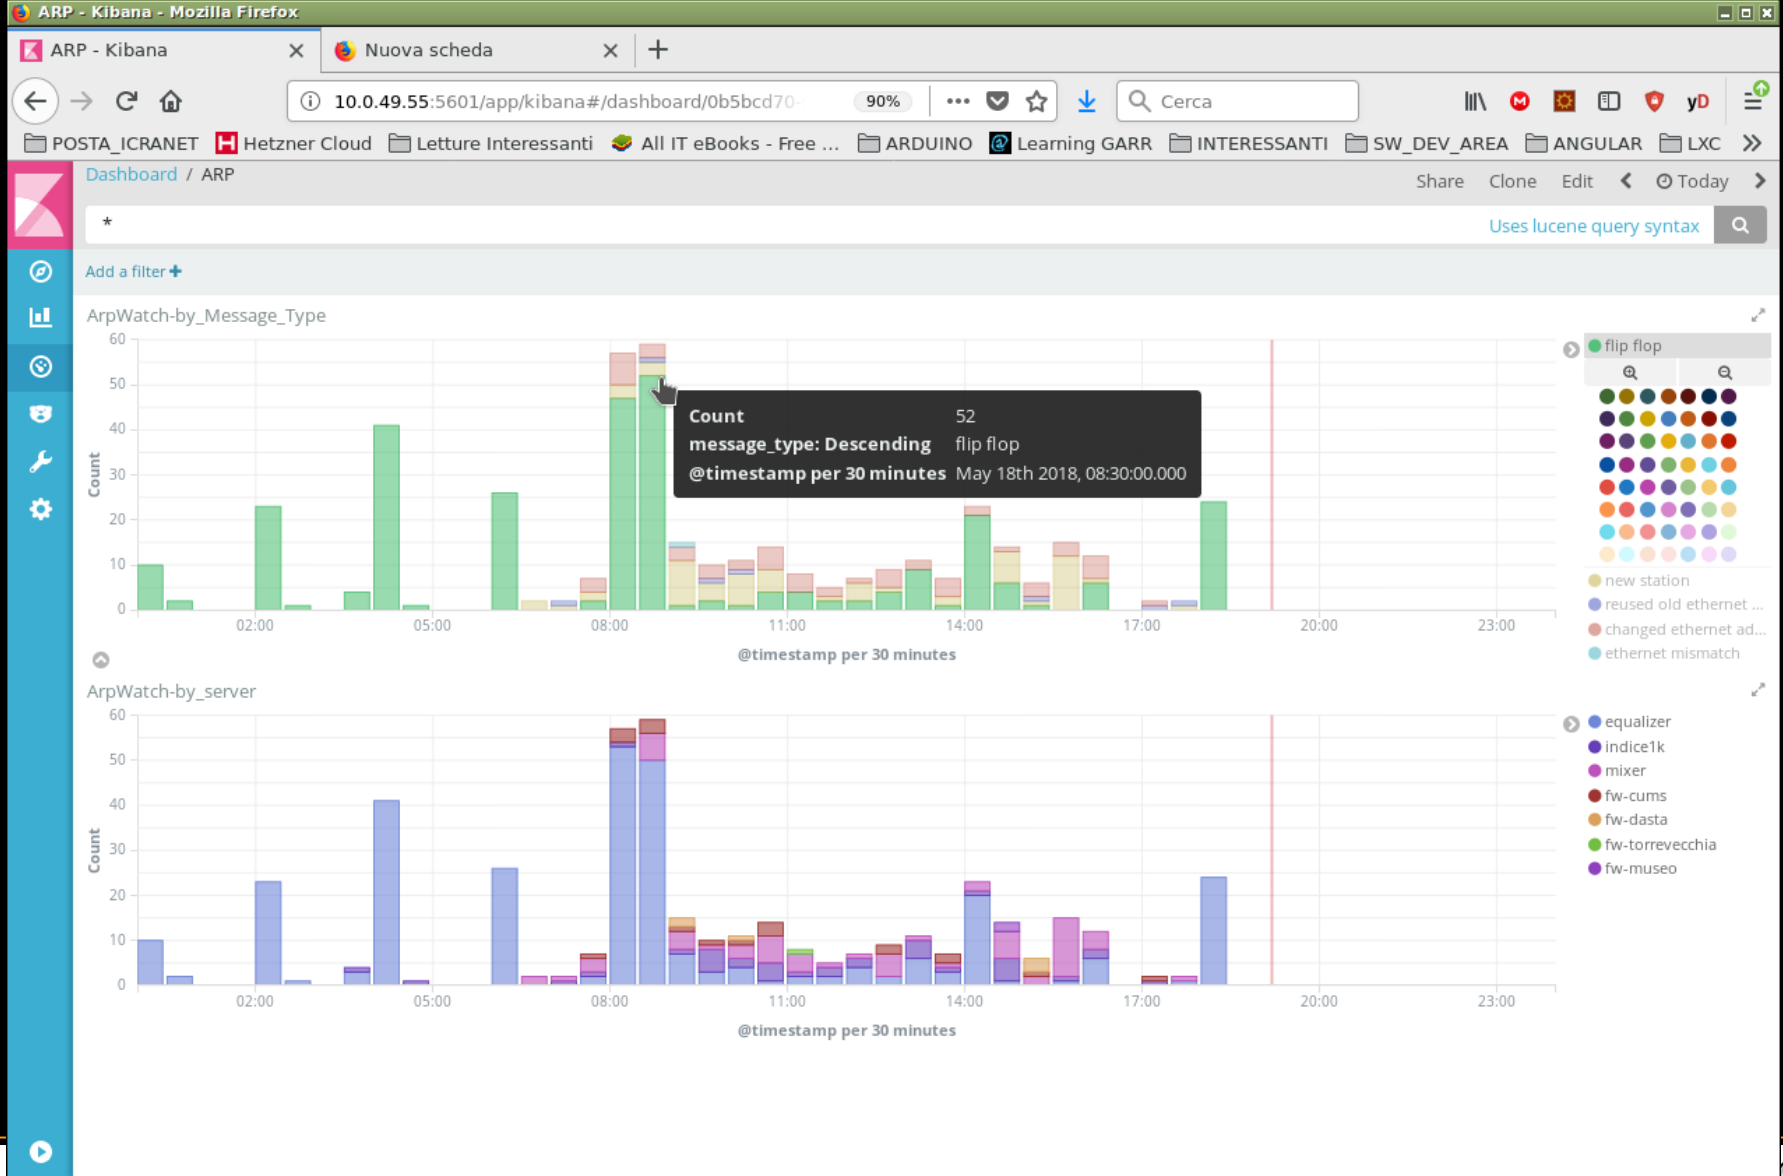 ARP - Kibana - Mozilla Firefox
ARP - Kibana
Nuova scheda
10.0.49.55:5601/app/kibana#/dashboard/0b5bcd70-
90%
Cerca
yD
POSTA_ICRANET
Hetzner Cloud
Letture Interessanti
All IT eBooks - Free ...
ARDUINO
Learning GARR
INTERESSANTI
SW_DEV_AREA
ANGULAR
LXC
Dashboard / ARP
Share
Clone
Edit
Today
*
Uses lucene query syntax
Add a filter +
ArpWatch-by_Message_Type
60
50
40
30
20
10
0
Count
02:00
05:00
08:00
11:00
14:00
17:00
20:00
23:00
@timestamp per 30 minutes
Count 52
message_type: Descending flip flop
@timestamp per 30 minutes May 18th 2018, 08:30:00.000
flip flop
new station
reused old ethernet ...
changed ethernet ad...
ethernet mismatch
ArpWatch-by_server
60
50
40
30
20
10
0
Count
02:00
05:00
08:00
11:00
14:00
17:00
20:00
23:00
@timestamp per 30 minutes
equalizer
indice1k
mixer
fw-cums
fw-dasta
fw-torrevecchia
fw-museo